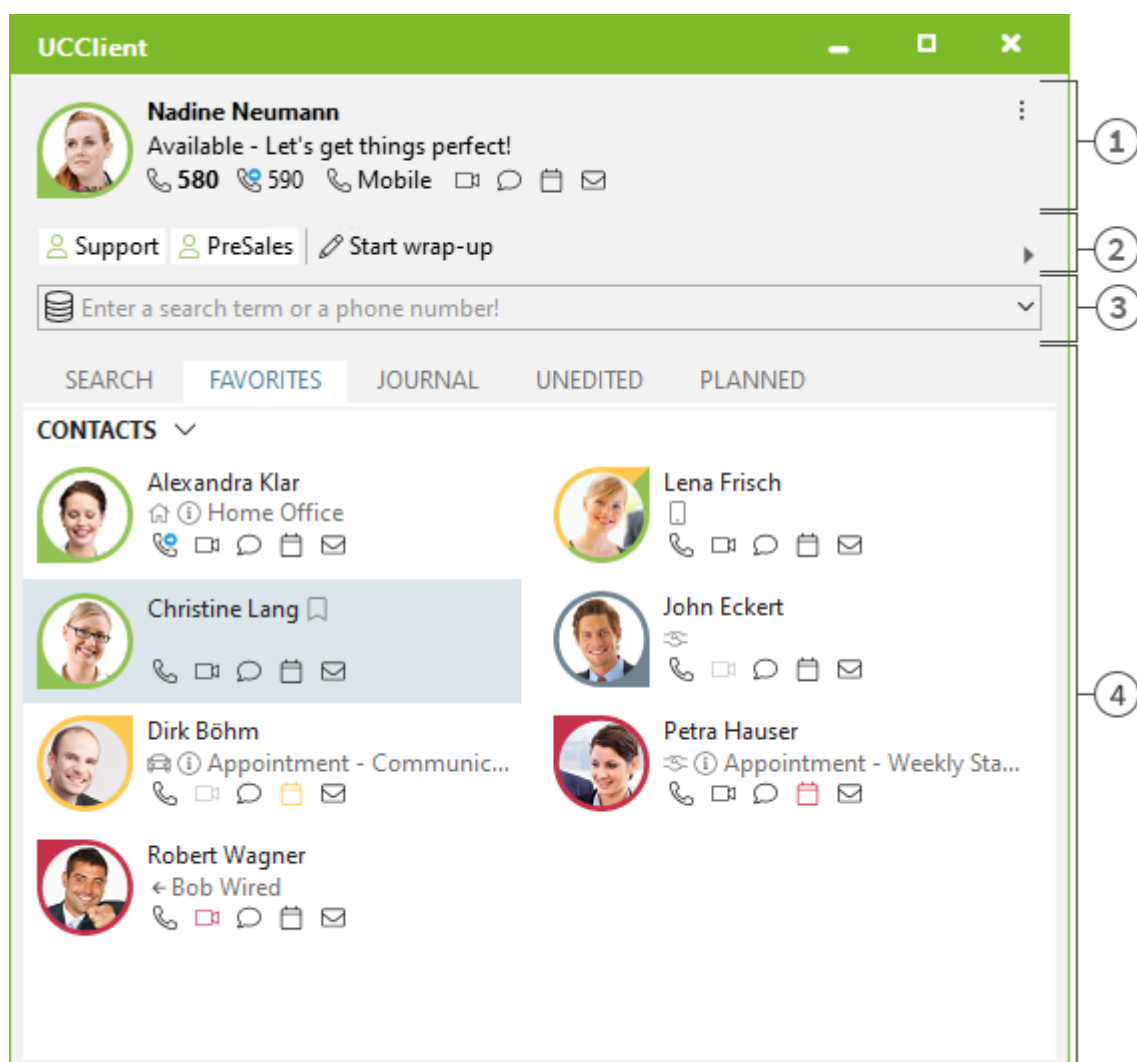 UCClient
Nadine Neumann
Available - Let's get things perfect!
580 590 Mobile
1
Support PreSales Start wrap-up
2
Enter a search term or a phone number!
3
SEARCH FAVORITES JOURNAL UNEDITED PLANNED
CONTACTS
Alexandra Klar
Home Office
Lena Frisch
Christine Lang
John Eckert
4
Dirk Böhm
Appointment - Communic...
Petra Hauser
Appointment - Weekly Sta...
Robert Wagner
Bob Wired